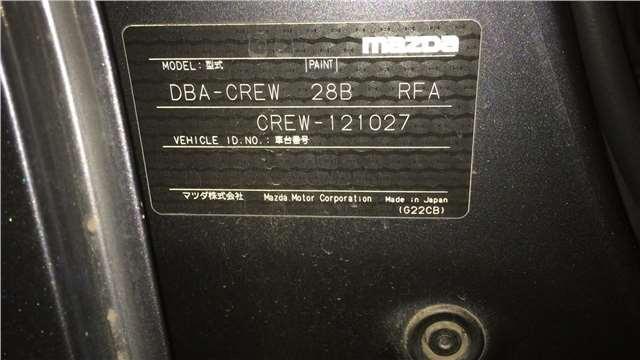 mazda
MODEL: 型式 PAINT
DBA-CREW 28B RFA
CREW-121027
VEHICLE ID.NO.: 車台番号
マツダ株式会社 Mazda Motor Corporation Made in Japan
(G22CB)